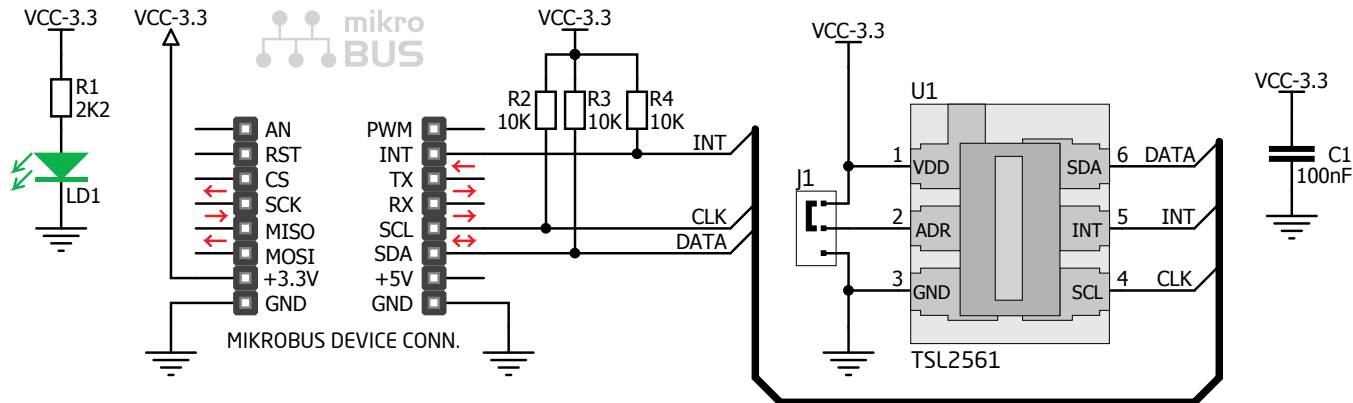 VCC-3.3
R1
2K2
LD1
VCC-3.3
mikro
BUS
AN
RST
CS
SCK
MISO
MOSI
+3.3V
GND
PWM
INT
TX
RX
SCL
SDA
+5V
GND
MIKROBUS DEVICE CONN.
VCC-3.3
R2
10K
R3
10K
R4
10K
INT
CLK
DATA
VCC-3.3
J1
U1
1
VDD
2
ADR
3
GND
SDA
6
DATA
INT
5
INT
SCL
4
CLK
TSL2561
VCC-3.3
C1
100nF